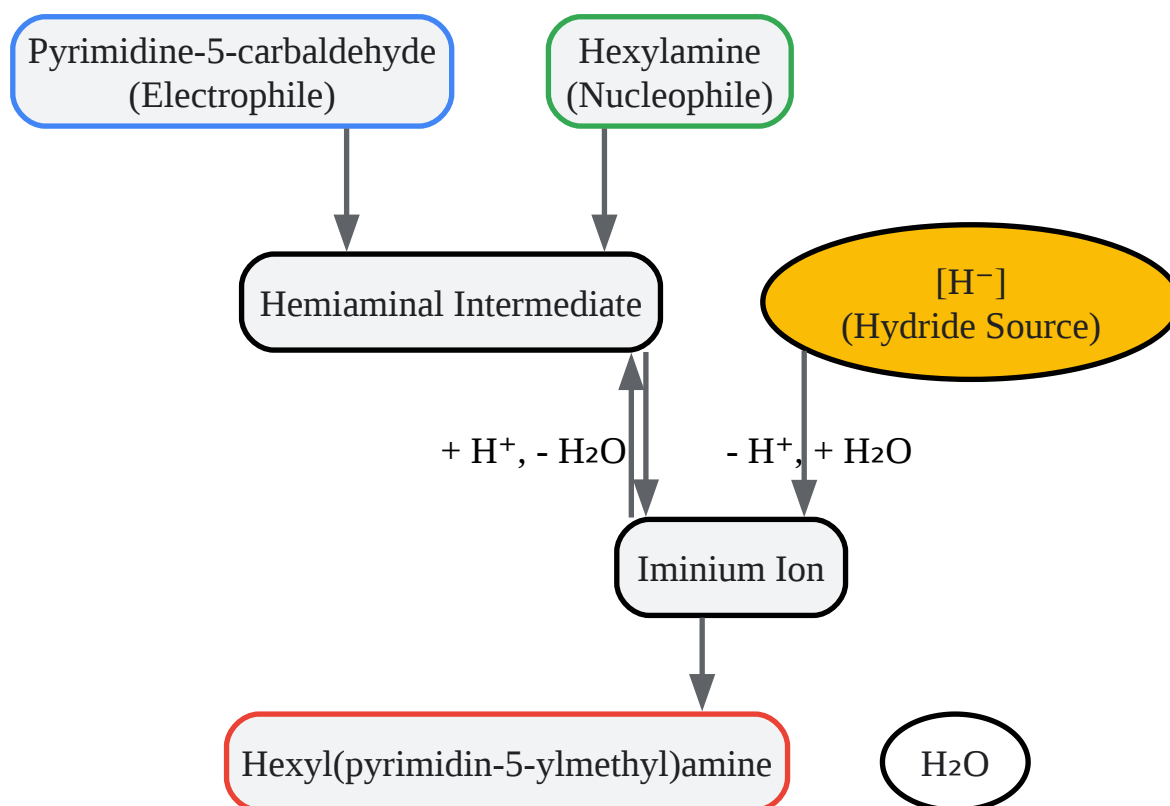 Pyrimidine-5-carbaldehyde
(Electrophile)
Hexylamine
(Nucleophile)
Hemiaminal Intermediate
[H⁻]
(Hydride Source)
+ H⁺, - H₂O
- H⁺, + H₂O
Iminium Ion
Hexyl(pyrimidin-5-ylmethyl)amine
H₂O